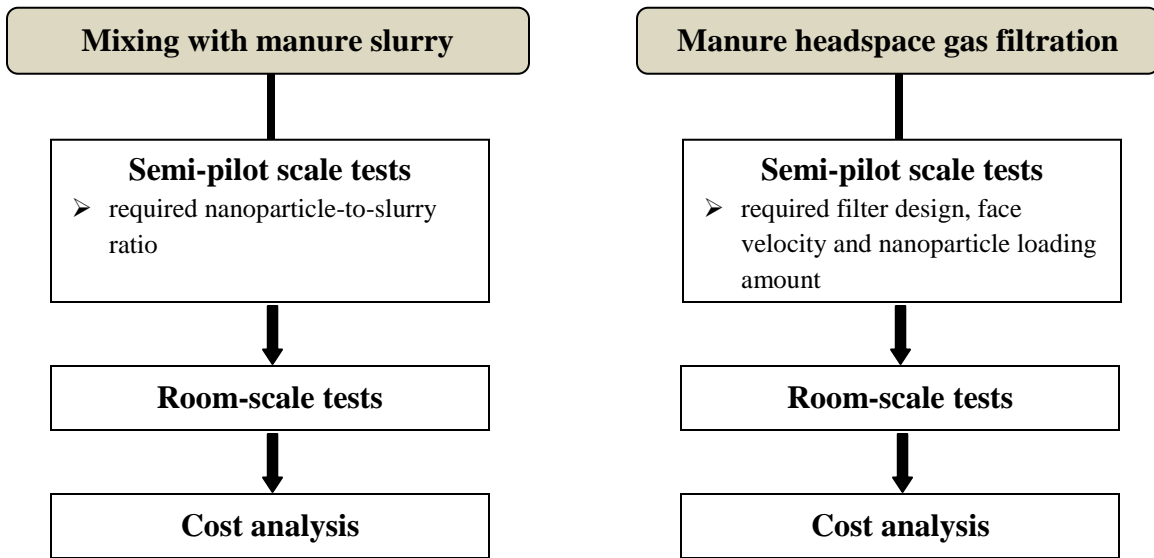 Mixing with manure slurry
Semi-pilot scale tests
➢ required nanoparticle-to-slurry
ratio
Room-scale tests
Cost analysis
Manure headspace gas filtration
Semi-pilot scale tests
➢ required filter design, face
velocity and nanoparticle loading
amount
Room-scale tests
Cost analysis